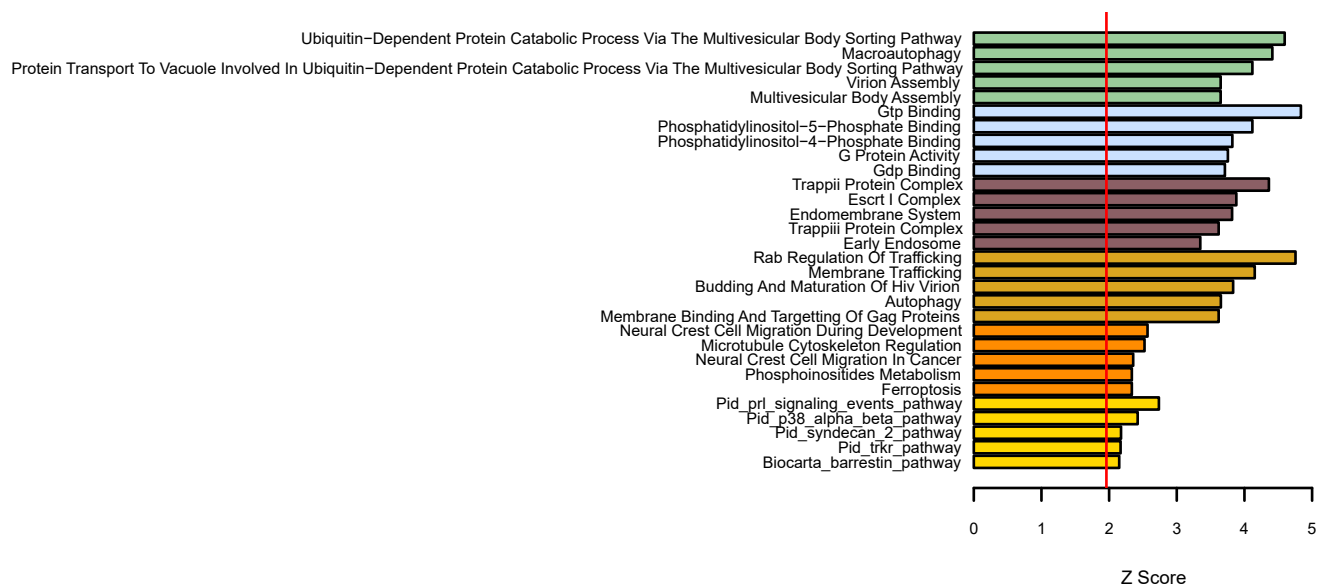 Ubiquitin−Dependent Protein Catabolic Process Via The Multivesicular Body Sorting Pathway
Macroautophagy
Protein Transport To Vacuole Involved In Ubiquitin−Dependent Protein Catabolic Process Via The Multivesicular Body Sorting Pathway
Virion Assembly
Multivesicular Body Assembly
Gtp Binding
Phosphatidylinositol−5−Phosphate Binding
Phosphatidylinositol−4−Phosphate Binding
G Protein Activity
Gdp Binding
Trappii Protein Complex
Escrt I Complex
Endomembrane System
Trappiii Protein Complex
Early Endosome
Rab Regulation Of Trafficking
Membrane Trafficking
Budding And Maturation Of Hiv Virion
Autophagy
Membrane Binding And Targetting Of Gag Proteins
Neural Crest Cell Migration During Development
Microtubule Cytoskeleton Regulation
Neural Crest Cell Migration In Cancer
Phosphoinositides Metabolism
Ferroptosis
Pid_prl_signaling_events_pathway
Pid_p38_alpha_beta_pathway
Pid_syndecan_2_pathway
Pid_trkr_pathway
Biocarta_barrestin_pathway
0 1 2 3 4 5
Z Score